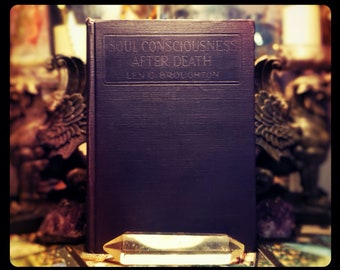 SOUL CONSCIOUSNESS
AFTER DEATH
LEN G. BROUGHTON